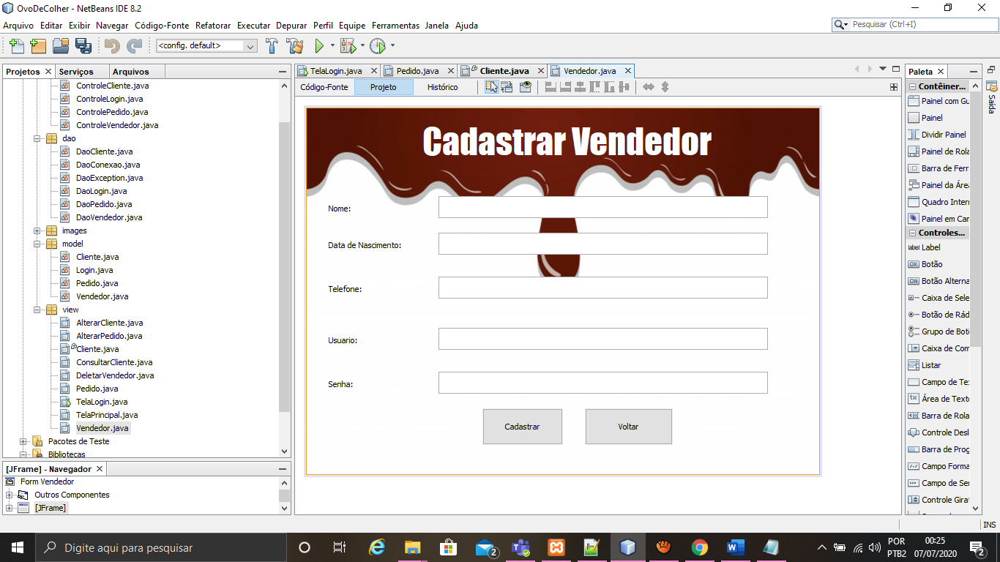 OvoDeColher - NetBeans IDE 8.2
Arquivo Editar Exibir Navegar Código-Fonte Refatorar Executar Depurar Perfil Equipe Ferramentas Janela Ajuda
Pesquisar (Ctrl+I)
<config. default>
Projetos Serviços Arquivos
ControleCliente.java
ControleLogin.java
ControlePedido.java
ControleVendedor.java
dao
DaoCliente.java
DaoConexao.java
DaoException.java
DaoLogin.java
DaoPedido.java
DaoVendedor.java
images
model
Cliente.java
Login.java
Pedido.java
Vendedor.java
view
AlterarCliente.java
AlterarPedido.java
Cliente.java
ConsultarCliente.java
DeletarVendedor.java
Pedido.java
TelaLogin.java
TelaPrincipal.java
Vendedor.java
Pacotes de Teste
Bibliotecas
[JFrame] - Navegador
Form Vendedor
Outros Componentes
[JFrame]
TelaLogin.java Pedido.java Cliente.java Vendedor.java
Código-Fonte Projeto Histórico
Cadastrar Vendedor
Nome:
Data de Nascimento:
Telefone:
Usuario:
Senha:
Cadastrar Voltar
Paleta
Contêiner...
Painel com Gu
Painel
Dividir Painel
Painel de Rola
Barra de Ferr
Painel da Área
Quadro Inter
Painel em Car
Controles...
label Label
OK Botão
ON Botão Alterna
Caixa de Sele
Botão de Rád
Grupo de Bot
Caixa de Com
Listar
Campo de Te
Área de Text
Barra de Rola
Controle Desl
Barra de Prog
Campo Forma
Campo de Se
Controle Gira
Saída
INS
Digite aqui para pesquisar
2
POR
PTB2
00:25
07/07/2020
2